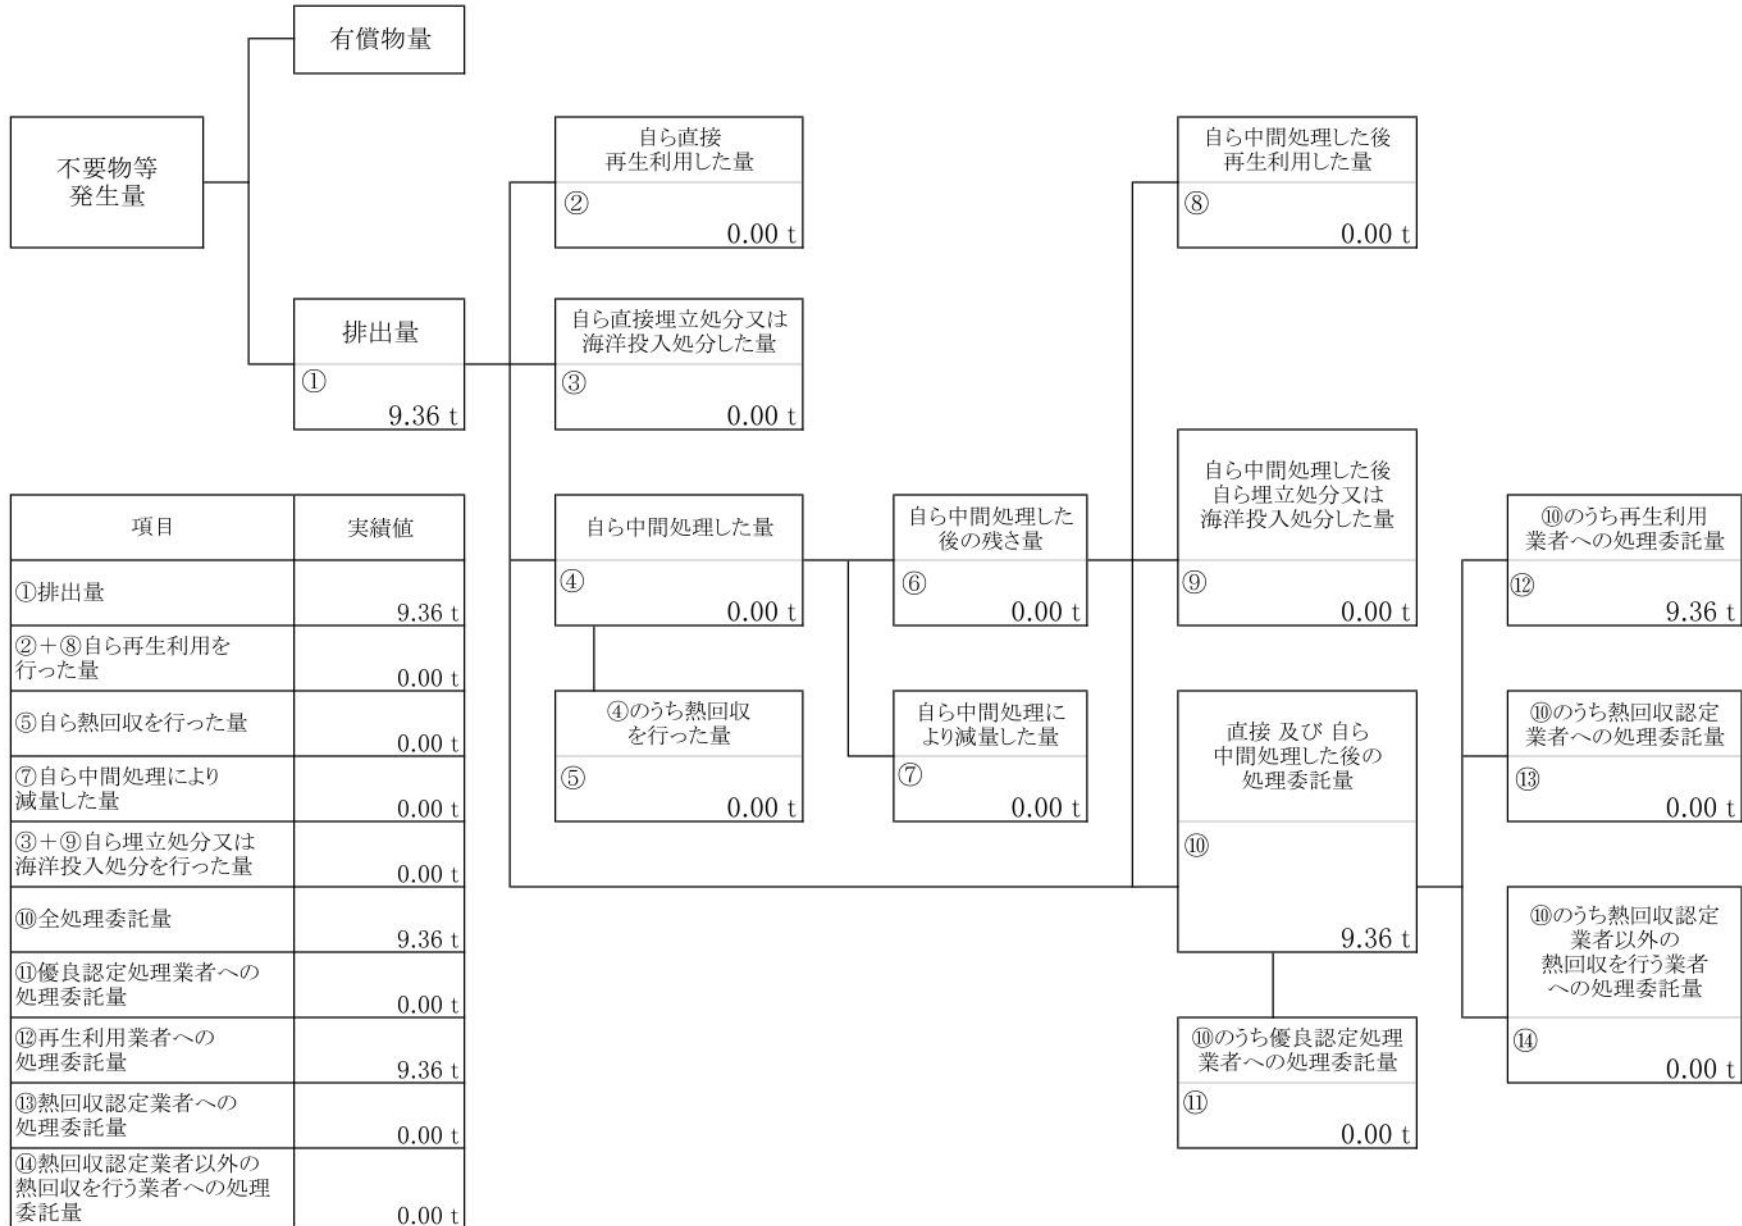 有償物量
不要物等
発生量
自ら直接
再生利用した量
②
0.00 t
自ら中間処理した後
再生利用した量
⑧
0.00 t
排出量
①
9.36 t
自ら直接埋立処分又は
海洋投入処分した量
③
0.00 t
自ら中間処理した量
④
0.00 t
自ら中間処理した
後の残さ量
⑥
0.00 t
自ら中間処理した後
自ら埋立処分又は
海洋投入処分した量
⑨
0.00 t
⑩のうち再生利用
業者への処理委託量
⑫
9.36 t
④のうち熱回収
を行った量
⑤
0.00 t
自ら中間処理に
より減量した量
⑦
0.00 t
直接 及び 自ら
中間処理した後の
処理委託量
⑩
9.36 t
⑩のうち熱回収認定
業者への処理委託量
⑬
0.00 t
⑩のうち熱回収認定
業者以外の
熱回収を行う業者
への処理委託量
⑭
0.00 t
⑩のうち優良認定処理
業者への処理委託量
⑪
0.00 t
項目 実績値
①排出量
9.36 t
②+⑧自ら再生利用を
行った量
0.00 t
⑤自ら熱回収を行った量
0.00 t
⑦自ら中間処理により
減量した量
0.00 t
③+⑨自ら埋立処分又は
海洋投入処分を行った量
0.00 t
⑩全処理委託量
9.36 t
⑪優良認定処理業者への
処理委託量
0.00 t
⑫再生利用業者への
処理委託量
9.36 t
⑬熱回収認定業者への
処理委託量
0.00 t
⑭熱回収認定業者以外の
熱回収を行う業者への処理
委託量
0.00 t